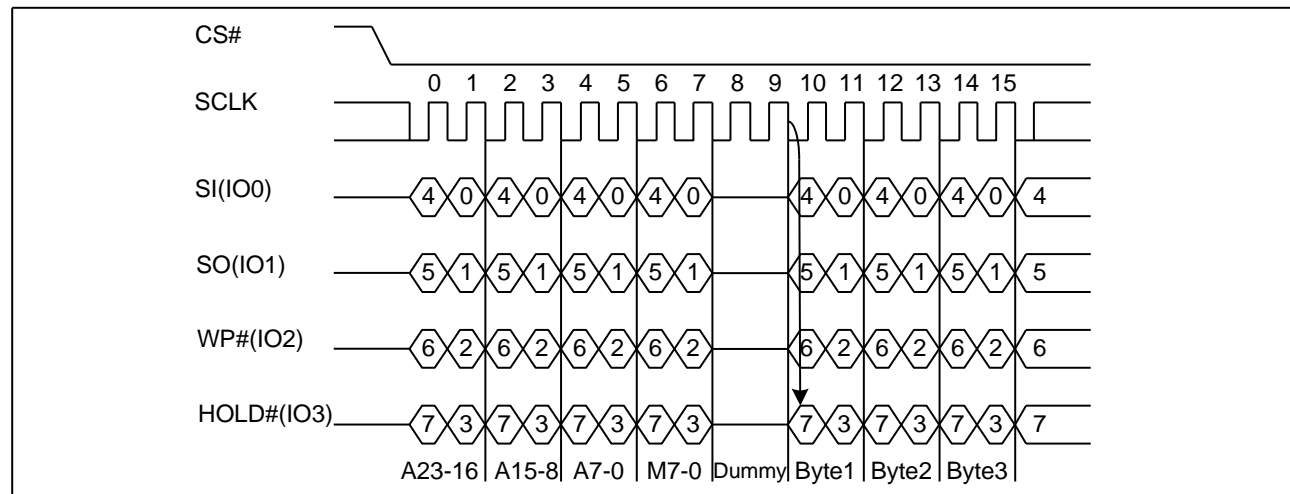 CS#
0 1 2 3 4 5 6 7 8 9 10 11 12 13 14 15
SCLK
SI(IO0) 4 0 4 0 4 0 4 0 4 0 4 0 4 0 4
SO(IO1) 5 1 5 1 5 1 5 1 5 1 5 1 5 1 5
WP#(IO2) 6 2 6 2 6 2 6 2 6 2 6 2 6 2 6
HOLD#(IO3) 7 3 7 3 7 3 7 3 7 3 7 3 7 3 7
A23-16 A15-8 A7-0 M7-0 Dummy Byte1 Byte2 Byte3